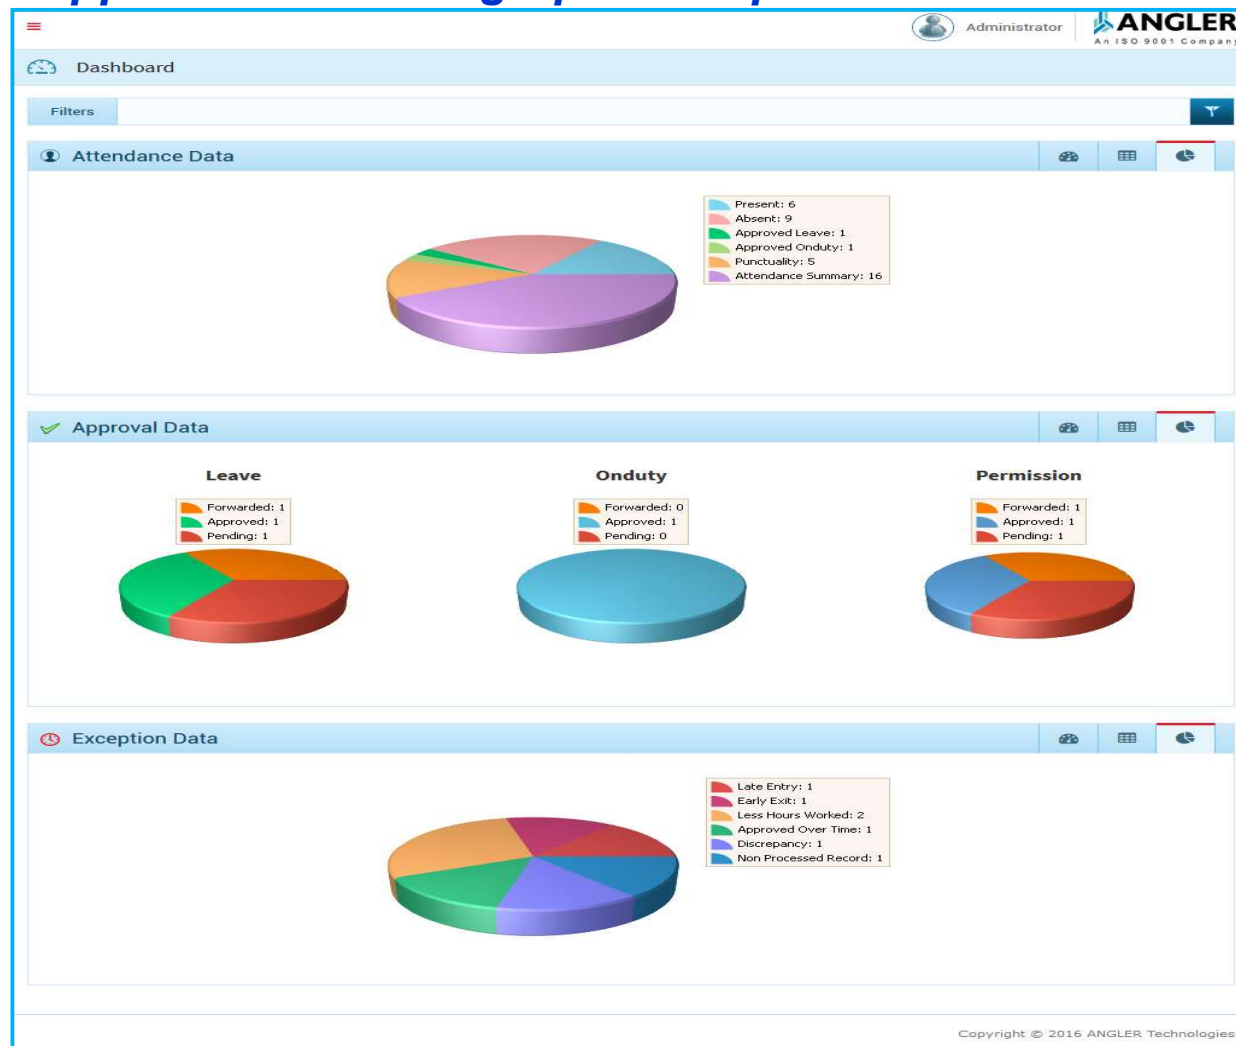 Administrator
ANGLER
An ISO 9001 Company
Dashboard
Filters
Attendance Data
Present: 6
Absent: 9
Approved Leave: 1
Approved Onduty: 1
Punctuality: 5
Attendance Summary: 16
Approval Data
Leave
Onduty
Permission
Forwarded: 1
Approved: 1
Pending: 1
Forwarded: 0
Approved: 1
Pending: 0
Forwarded: 1
Approved: 1
Pending: 1
Exception Data
Late Entry: 1
Early Exit: 1
Less Hours Worked: 2
Approved Over Time: 1
Discrepancy: 1
Non Processed Record: 1
Copyright © 2016 ANGLER Technologies